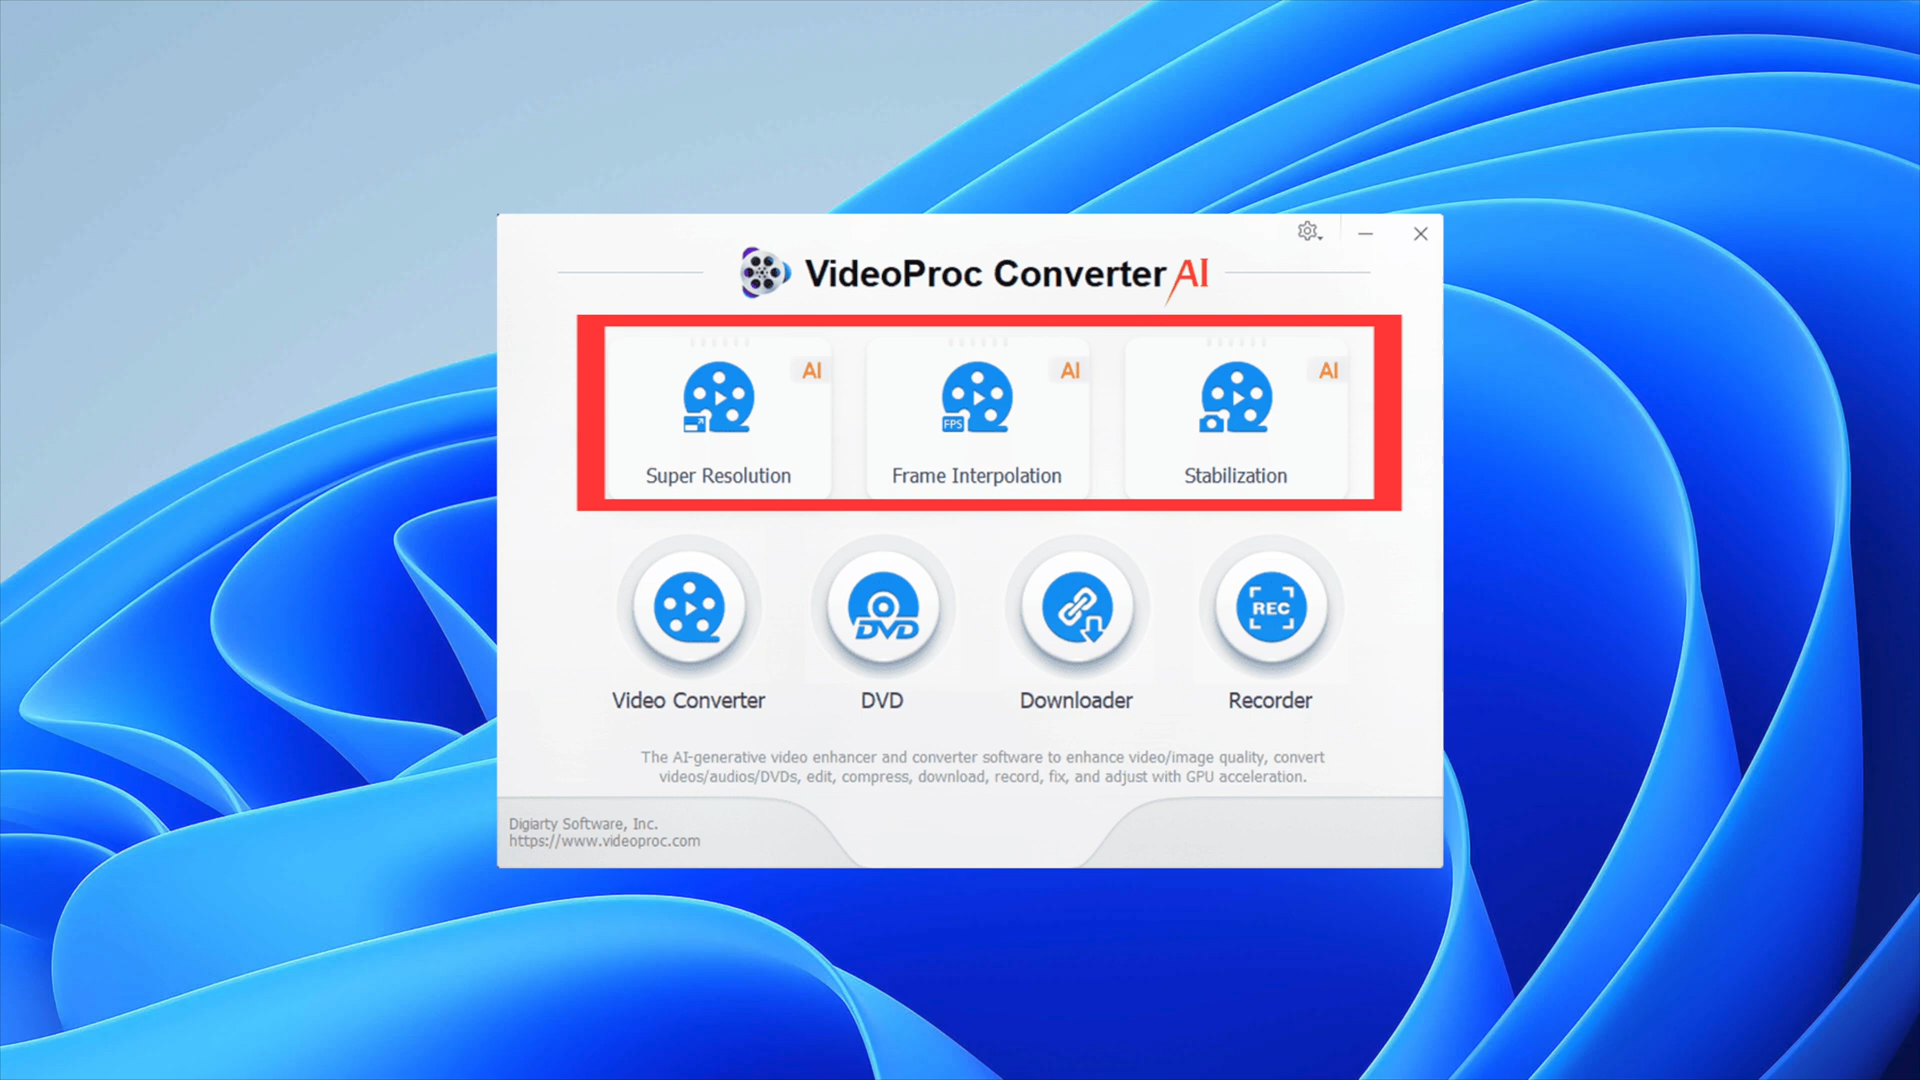 VideoProc Converter AI
AI
AI
AI
FPS
Super Resolution
Frame Interpolation
Stabilization
DVD
REC
Video Converter
DVD
Downloader
Recorder
The AI-generative video enhancer and converter software to enhance video/image quality, convert
videos/audios/DVDs, edit, compress, download, record, fix, and adjust with GPU acceleration.
Digiarty Software, Inc.
https://www.videoproc.com